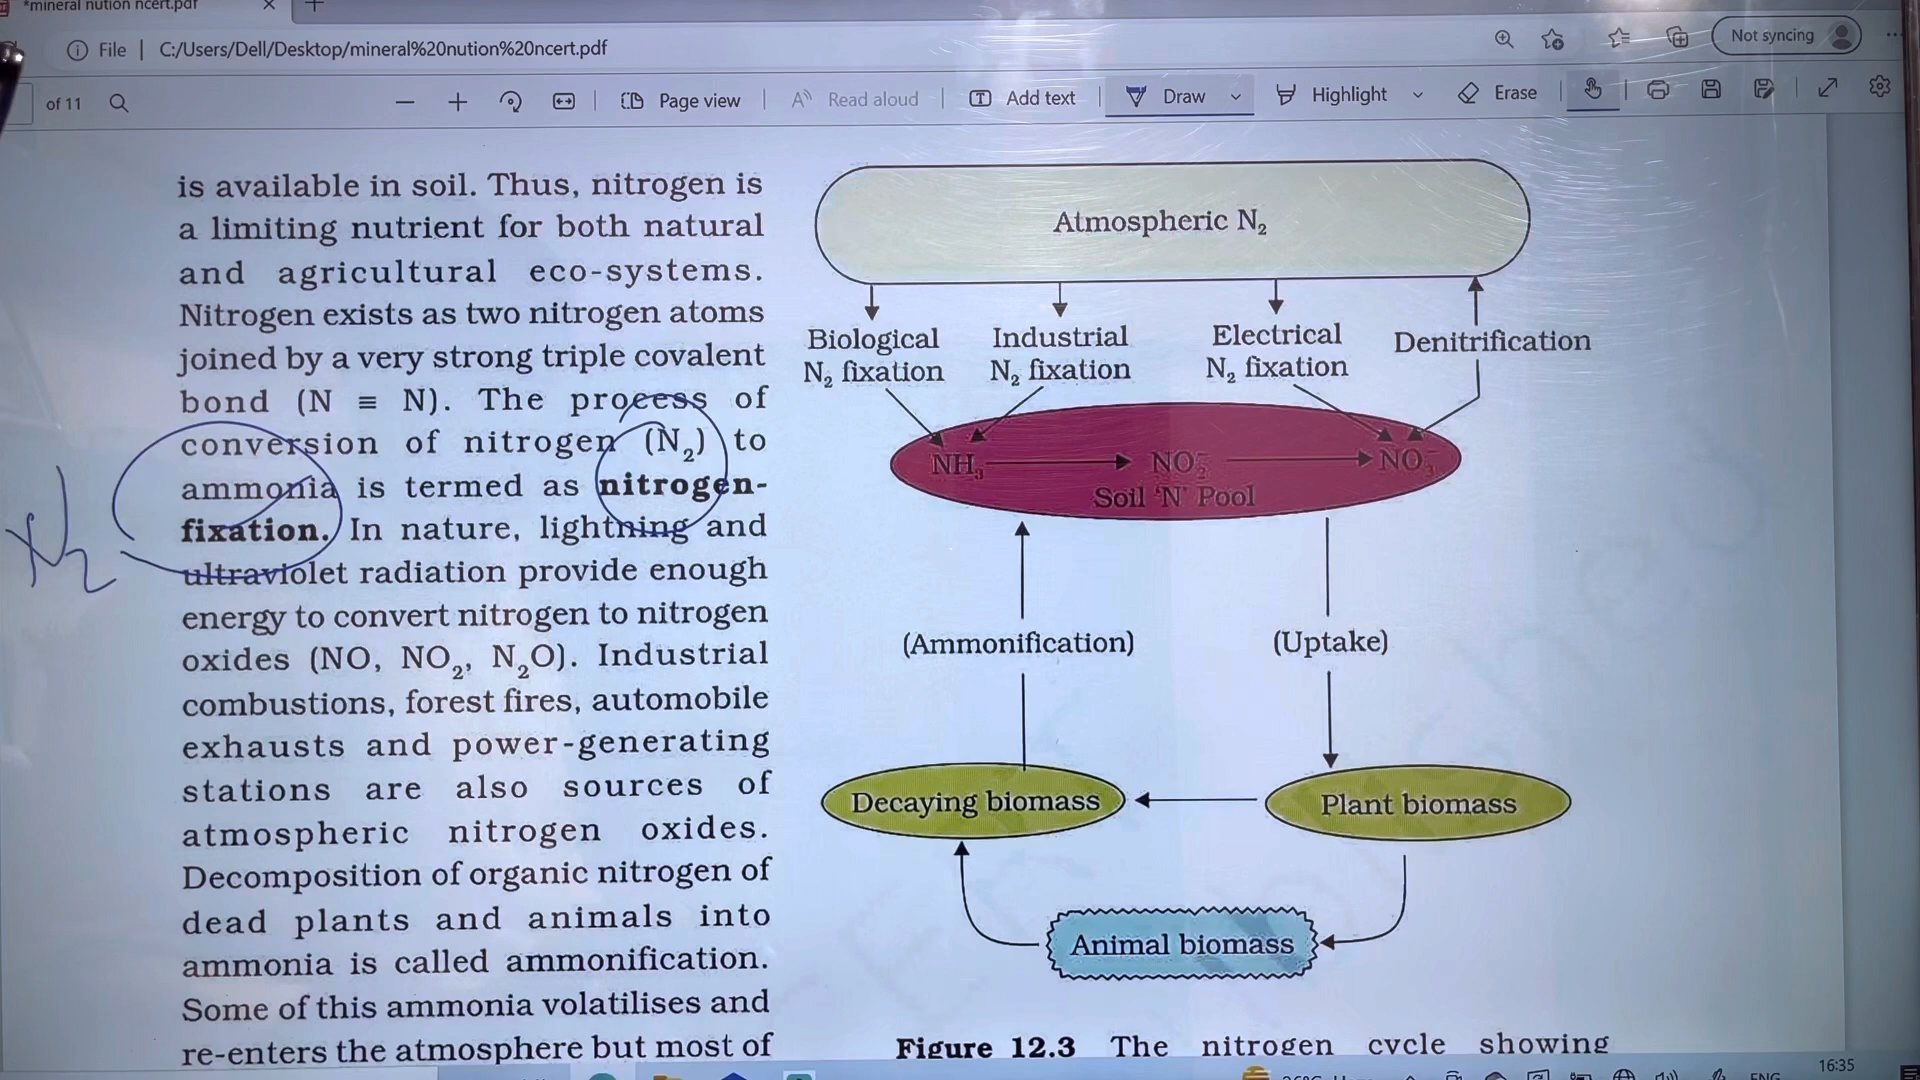 *mineral nution ncert.pdf
File | C:/Users/Dell/Desktop/mineral%20nution%20ncert.pdf
Not syncing
of 11
Page view
Read aloud
Add text
Draw
Highlight
Erase
is available in soil. Thus, nitrogen is
a limiting nutrient for both natural
and agricultural eco-systems.
Nitrogen exists as two nitrogen atoms
joined by a very strong triple covalent
bond (N ≡ N). The process of
conversion of nitrogen (N₂) to
ammonia is termed as nitrogen-
fixation. In nature, lightning and
ultraviolet radiation provide enough
energy to convert nitrogen to nitrogen
oxides (NO, NO₂, N₂O). Industrial
combustions, forest fires, automobile
exhausts and power-generating
stations are also sources of
atmospheric nitrogen oxides.
Decomposition of organic nitrogen of
dead plants and animals into
ammonia is called ammonification.
Some of this ammonia volatilises and
re-enters the atmosphere but most of
Atmospheric N₂
Biological
N₂ fixation
Industrial
N₂ fixation
Electrical
N₂ fixation
Denitrification
NH₃
NO₂⁻
NO₃⁻
Soil 'N' Pool
(Ammonification)
(Uptake)
Decaying biomass
Plant biomass
Animal biomass
Figure 12.3 The nitrogen cycle showing
16:35
ENG